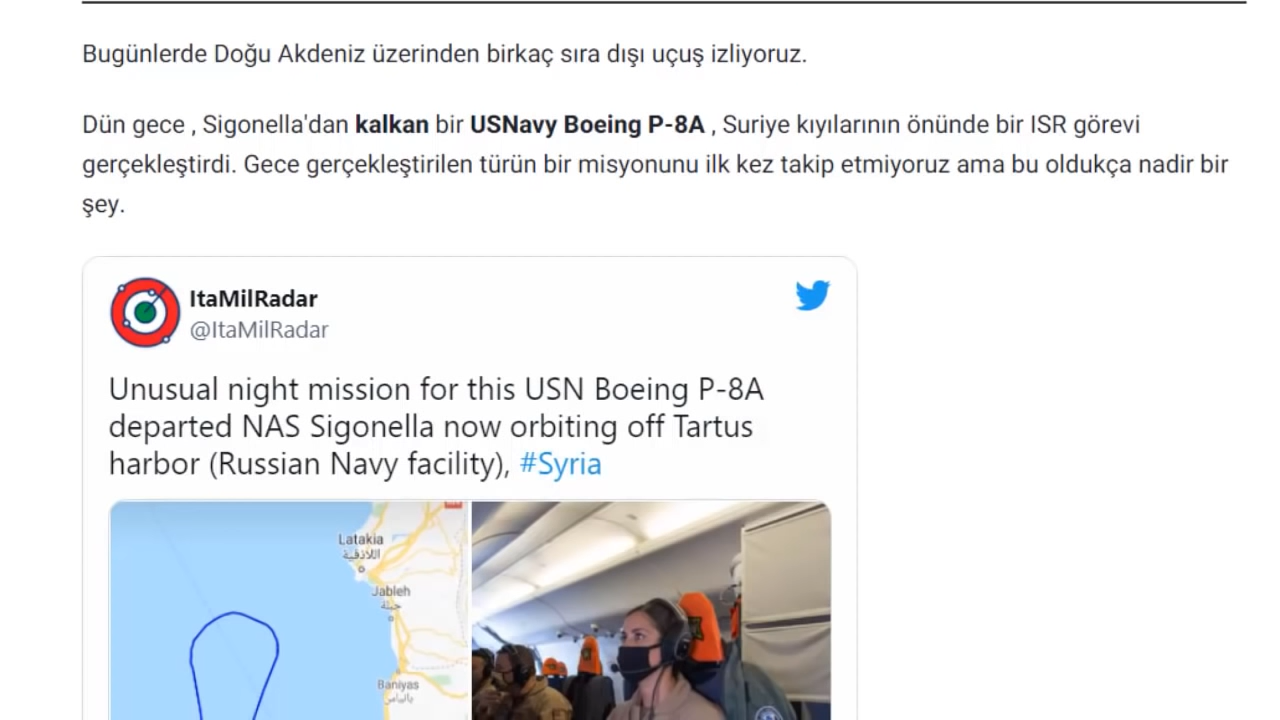 Bugünlerde Doğu Akdeniz üzerinden birkaç sıra dışı uçuş izliyoruz.
Dün gece , Sigonella'dan kalkan bir USNavy Boeing P-8A , Suriye kıyılarının önünde bir ISR görevi
gerçekleştirdi. Gece gerçekleştirilen türün bir misyonunu ilk kez takip etmiyoruz ama bu oldukça nadir bir
şey.
ItaMilRadar
@ItaMilRadar
Unusual night mission for this USN Boeing P-8A
departed NAS Sigonella now orbiting off Tartus
harbor (Russian Navy facility), #Syria
Latakia
اللاذقية
Jableh
جبلة
Baniyas
بانياس